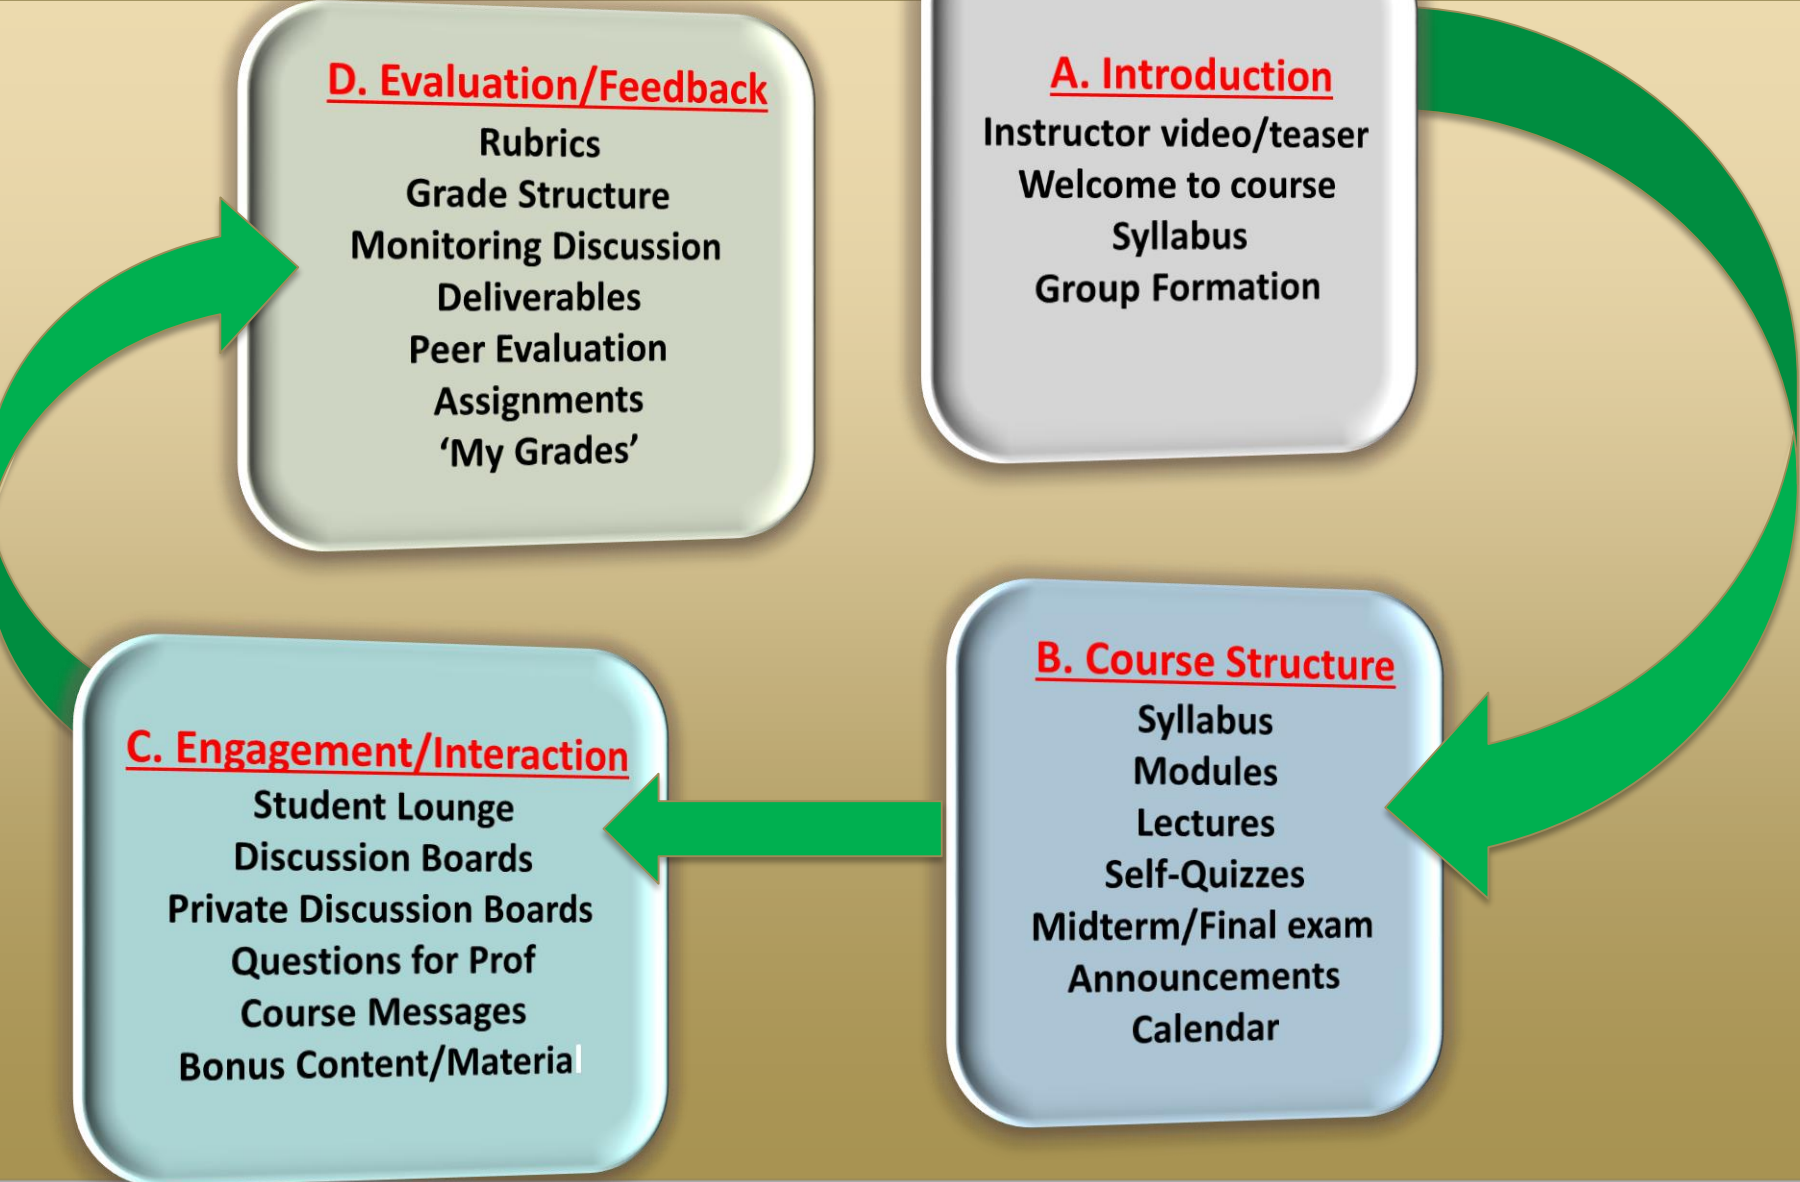 A. Introduction
Instructor video/teaser
Welcome to course
Syllabus
Group Formation
B. Course Structure
Syllabus
Modules
Lectures
Self-Quizzes
Midterm/Final exam
Announcements
Calendar
C. Engagement/Interaction
Student Lounge
Discussion Boards
Private Discussion Boards
Questions for Prof
Course Messages
Bonus Content/Material
D. Evaluation/Feedback
Rubrics
Grade Structure
Monitoring Discussion
Deliverables
Peer Evaluation
Assignments
‘My Grades’